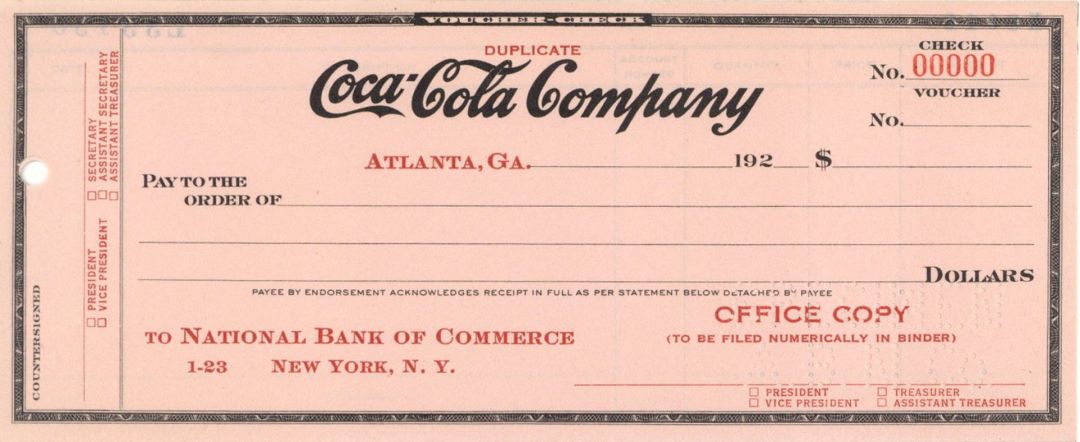 VOUCHER-CHECK
DUPLICATE
Coca-Cola Company
CHECK
No. 00000
VOUCHER
No.
ATLANTA, GA. 192 $
PAY TO THE
ORDER OF
DOLLARS
PAYEE BY ENDORSEMENT ACKNOWLEDGES RECEIPT IN FULL AS PER STATEMENT BELOW DETACHED BY PAYEE
TO NATIONAL BANK OF COMMERCE
1-23 NEW YORK, N. Y.
OFFICE COPY
(TO BE FILED NUMERICALLY IN BINDER)
☐ PRESIDENT ☐ TREASURER
☐ VICE PRESIDENT ☐ ASSISTANT TREASURER
COUNTERSIGNED
☐ PRESIDENT
☐ VICE PRESIDENT
☐ SECRETARY
☐ ASSISTANT SECRETARY
☐ ASSISTANT TREASURER